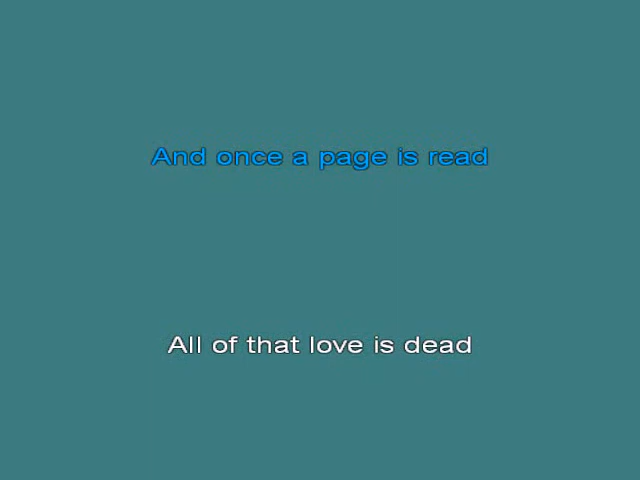 And once a page is read
All of that love is dead